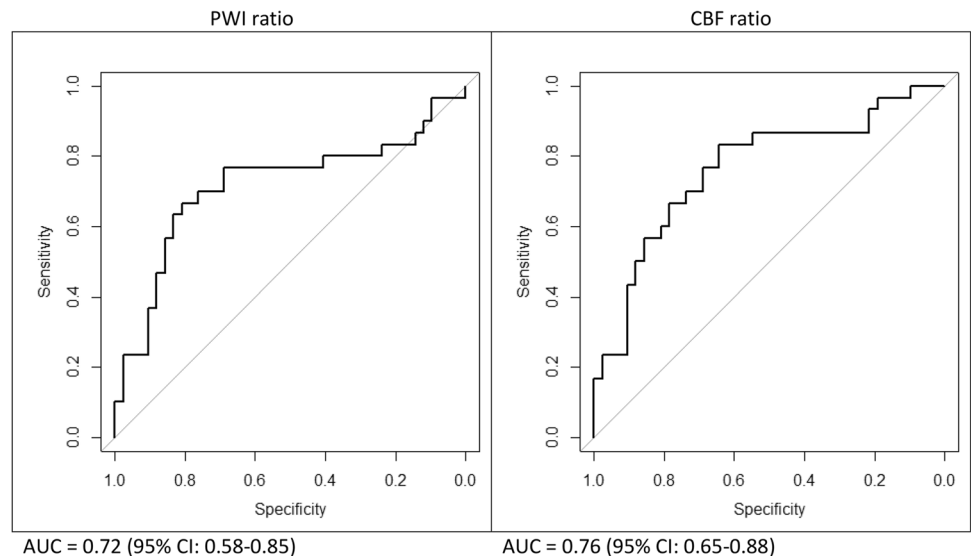 PWI ratio
1.0
0.8
0.6
0.4
0.2
0.0
Sensitivity
1.0 0.8 0.6 0.4 0.2 0.0
Specificity
AUC = 0.72 (95% CI: 0.58-0.85)
CBF ratio
1.0
0.8
0.6
0.4
0.2
0.0
Sensitivity
1.0 0.8 0.6 0.4 0.2 0.0
Specificity
AUC = 0.76 (95% CI: 0.65-0.88)